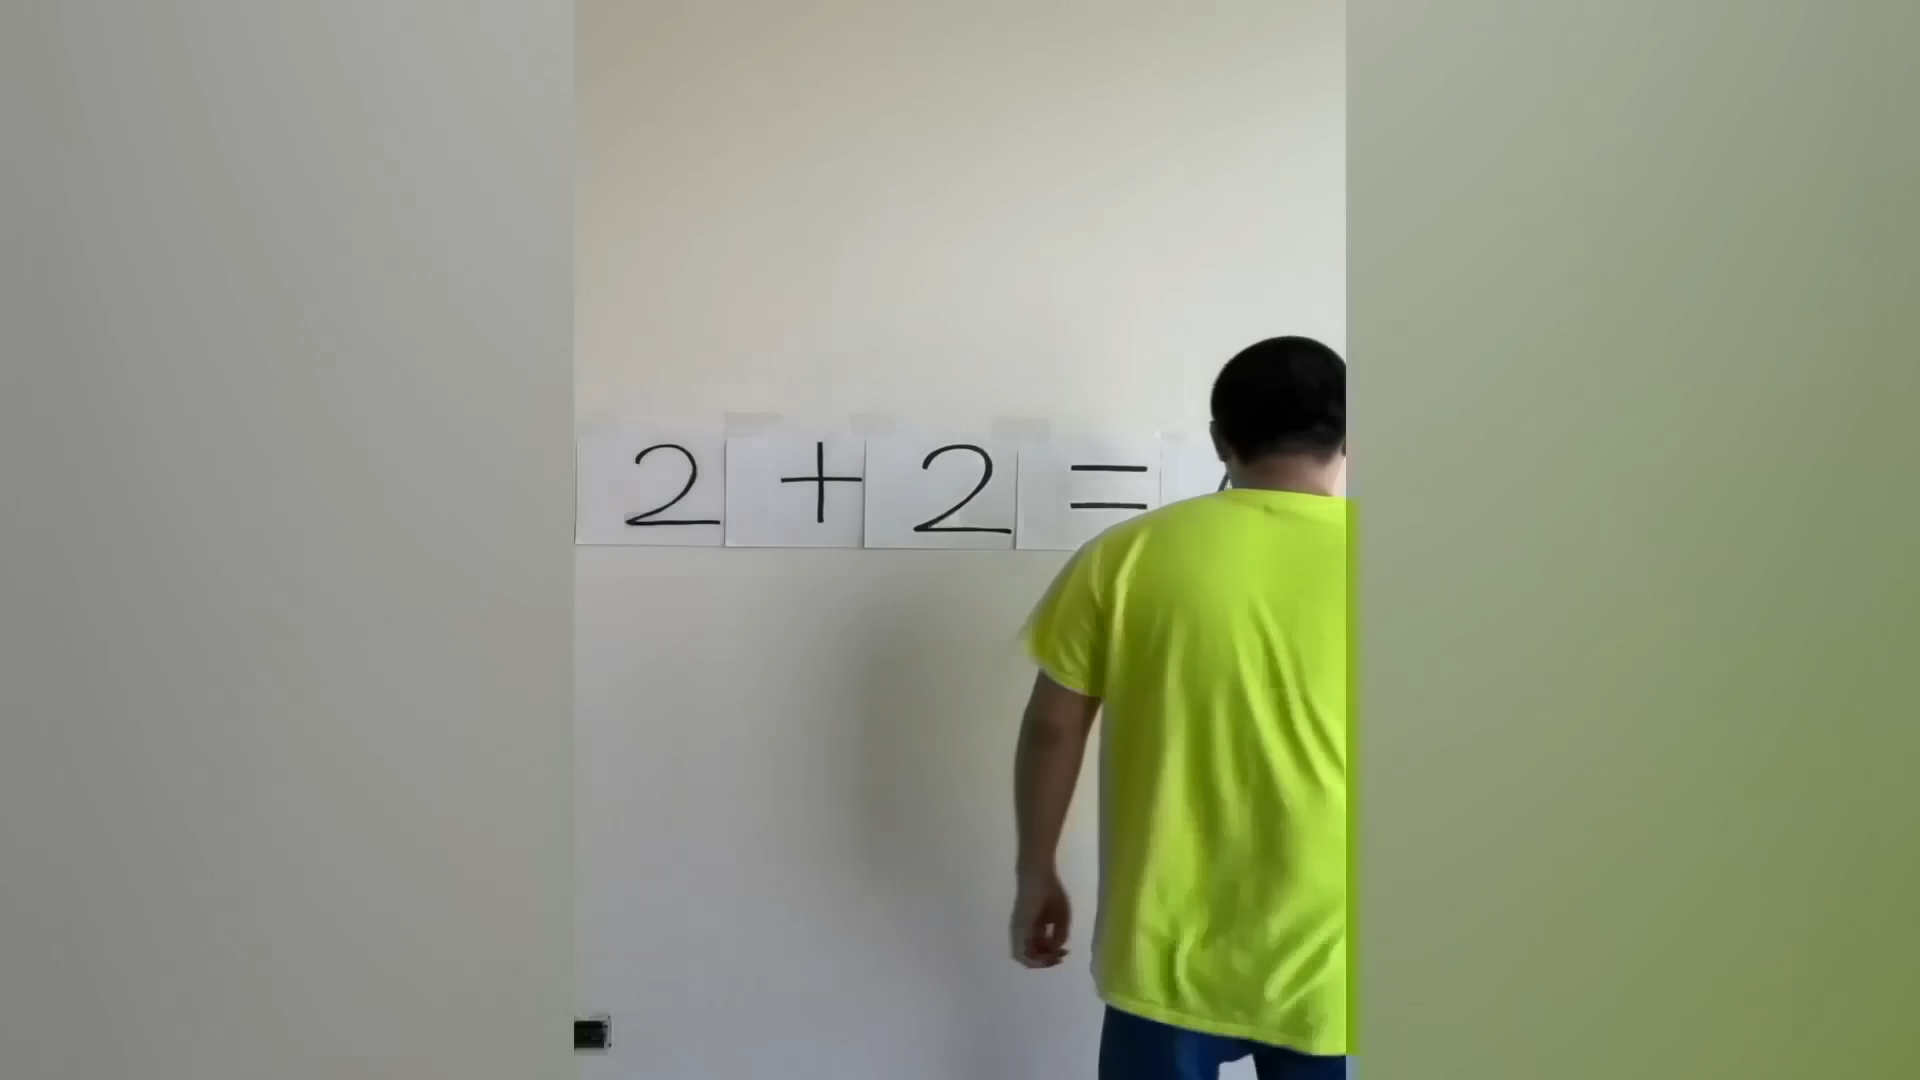 2 + 2 =